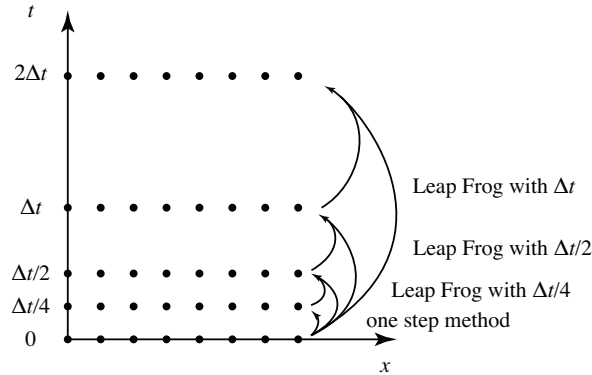 t
2Δt
Leap Frog with Δt
Δt
Leap Frog with Δt/2
Δt/2
Leap Frog with Δt/4
Δt/4
one step method
0
x